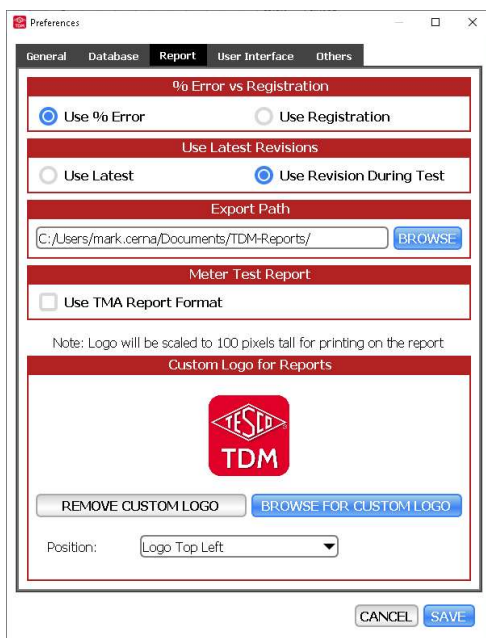 Preferences
General Database Report User Interface Others
% Error vs Registration
Use % Error Use Registration
Use Latest Revisions
Use Latest Use Revision During Test
Export Path
C:/Users/mark.cerna/Documents/TDM-Reports/ BROWSE
Meter Test Report
Use TMA Report Format
Note: Logo will be scaled to 100 pixels tall for printing on the report
Custom Logo for Reports
TESCO
TDM
REMOVE CUSTOM LOGO BROWSE FOR CUSTOM LOGO
Position: Logo Top Left
CANCEL SAVE